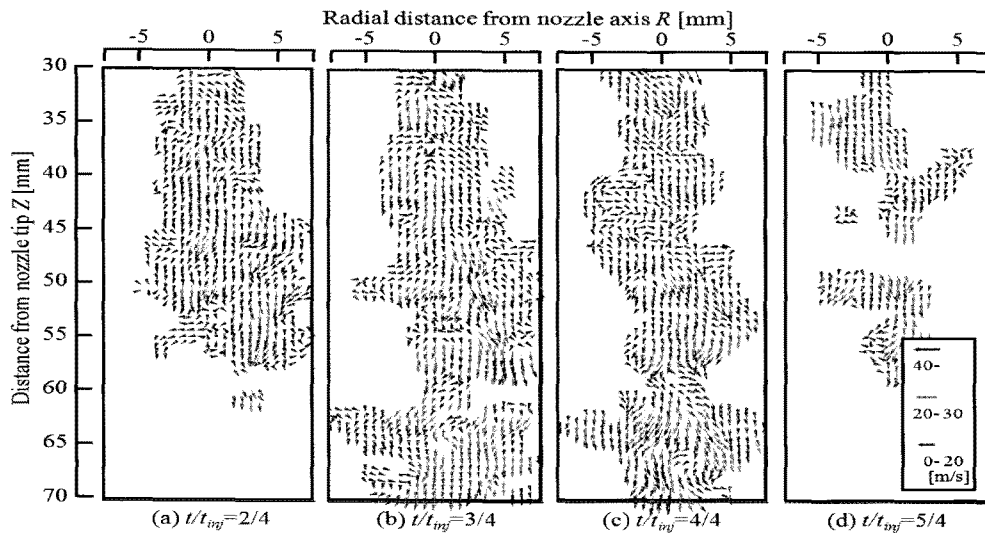 Radial distance from nozzle axis R [mm]
-5 0 5 -5 0 5 -5 0 5 -5 0 5
Distance from nozzle tip Z [mm]
30
35
40
45
50
55
60
65
70
40-
20-30
0-20
[m/s]
(a) t/tinj=2/4 (b) t/tinj=3/4 (c) t/tinj=4/4 (d) t/tinj=5/4